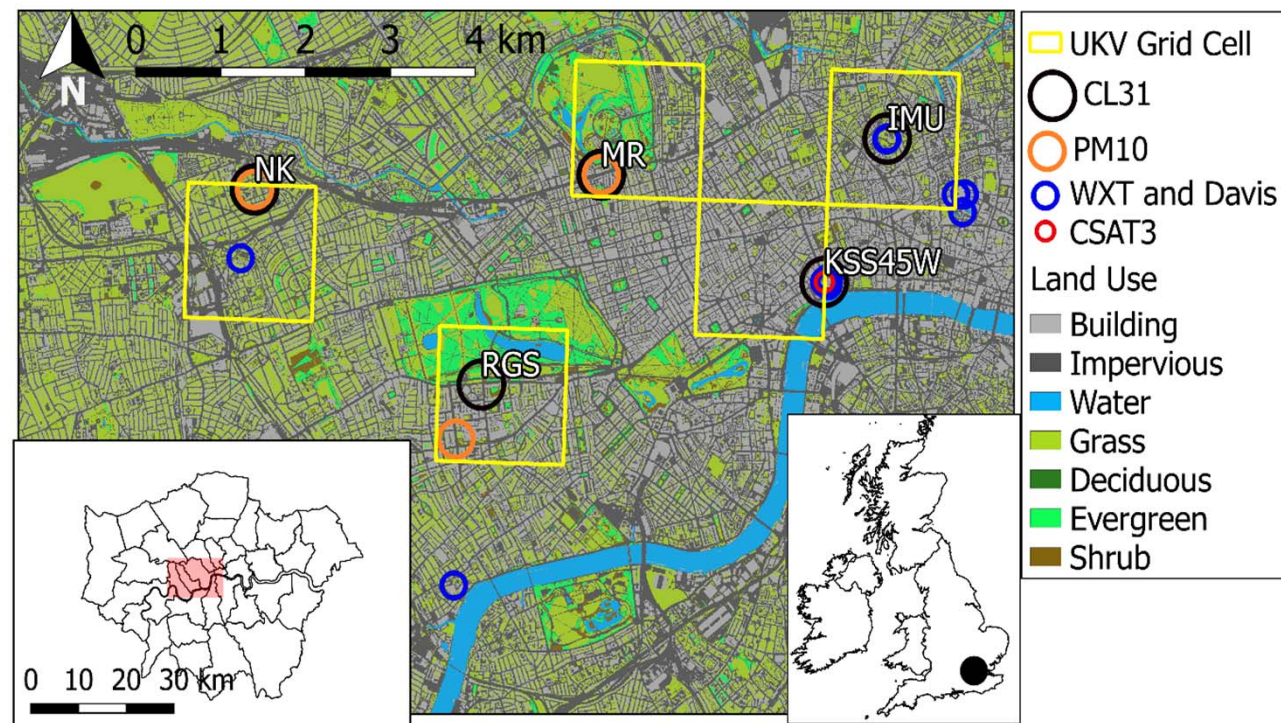 0 1 2 3 4 km
N
NK
MR
IMU
KSS45W
RGS
0 10 20 30 km
UKV Grid Cell
CL31
PM10
WXT and Davis
CSAT3
Land Use
Building
Impervious
Water
Grass
Deciduous
Evergreen
Shrub